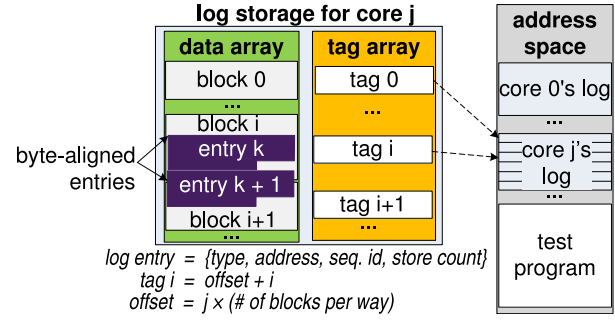 log storage for core j
data array
tag array
block 0
...
block i
entry k
entry k + 1
block i+1
...
tag 0
...
tag i
tag i+1
...
byte-aligned
entries
address
space
core 0's log
...
core j's
log
...
test
program
log entry = {type, address, seq. id, store count}
tag i = offset + i
offset = j × (# of blocks per way)